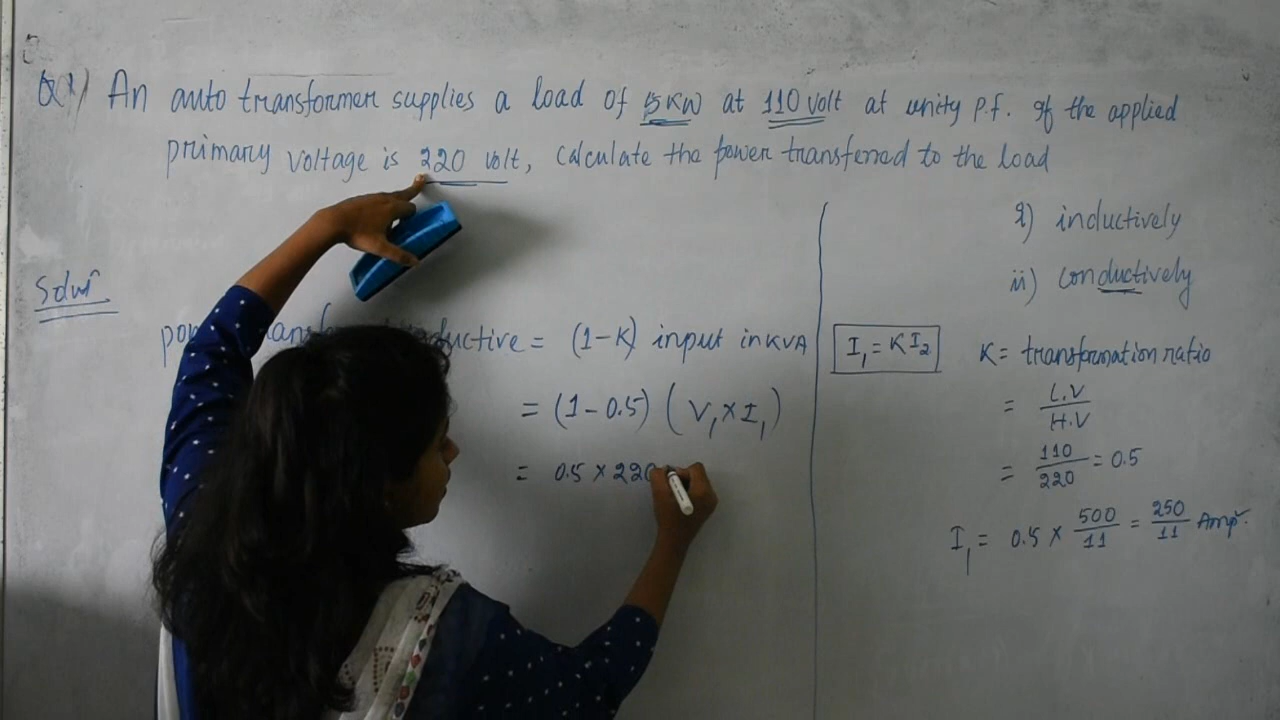 Q1) An auto transformer supplies a load of 5KW at 110 volt at unity P.f. If the applied
primary voltage is 220 volt, calculate the power transferred to the load
i) inductively
ii) conductively
Soluⁿ
= (1-K) input in KVA
= (1-0.5) (V₁×I₁)
= 0.5 × 220
I₁ = KI₂
K = transformation ratio
= L.V / H.V
= 110 / 220 = 0.5
I₁ = 0.5 × 500/11 = 250/11 Ampʳ.